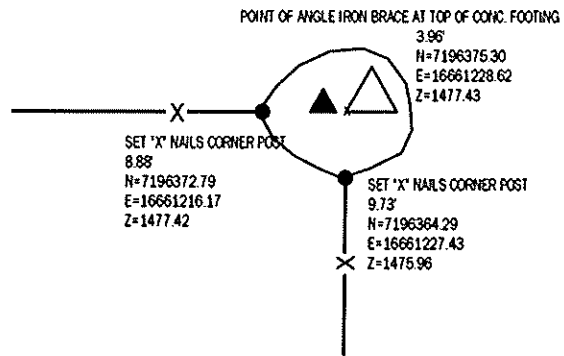 POINT OF ANGLE IRON BRACE AT TOP OF CONC. FOOTING
3.96'
N=7196375.30
E=16661228.62
Z=1477.43
SET "X" NAILS CORNER POST
8.88'
N=7196372.79
E=16661216.17
Z=1477.42
SET "X" NAILS CORNER POST
9.73'
N=7196364.29
E=16661227.43
Z=1475.96